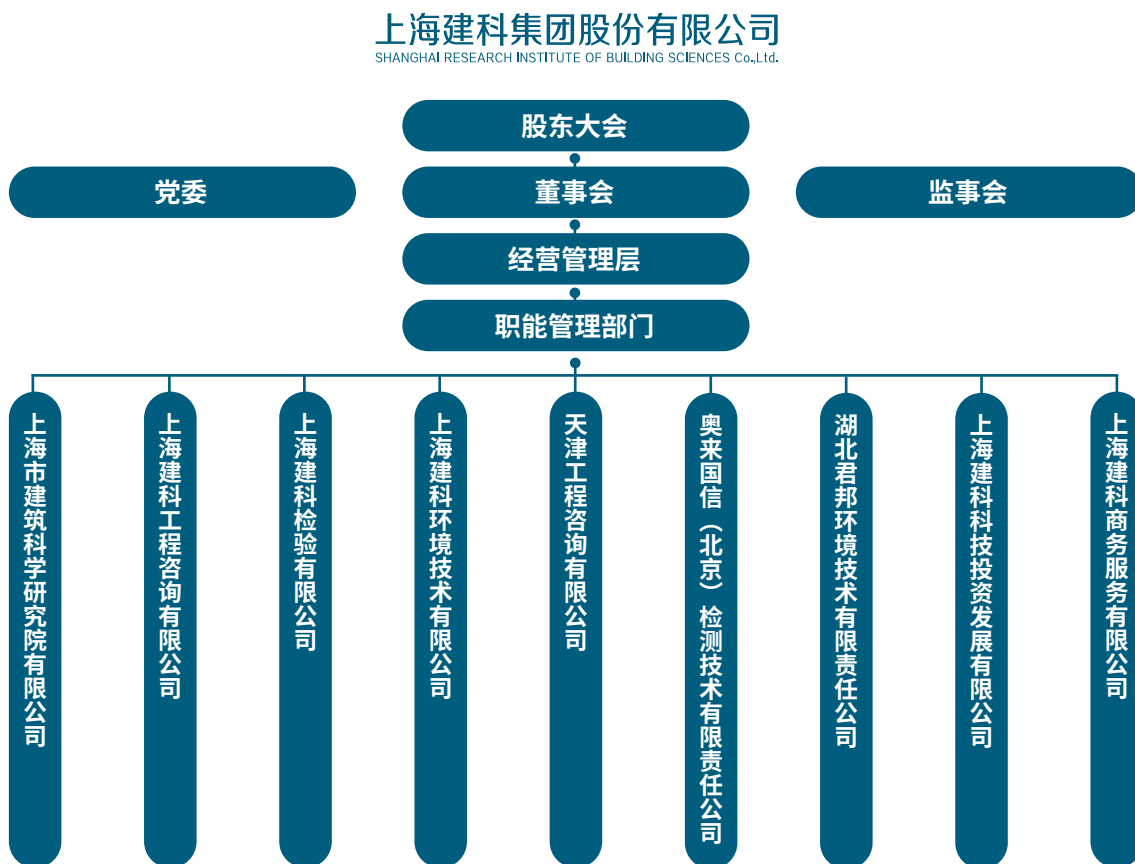 上海建科集团股份有限公司
SHANGHAI RESEARCH INSTITUTE OF BUILDING SCIENCES Co.,Ltd.
股东大会
党委
董事会
监事会
经营管理层
职能管理部门
上海市建筑科学研究院有限公司
上海建科工程咨询有限公司
上海建科检验有限公司
上海建科环境技术有限公司
天津工程咨询有限公司
奥来国信（北京）检测技术有限责任公司
湖北君邦环境技术有限责任公司
上海建科科技投资发展有限公司
上海建科商务服务有限公司